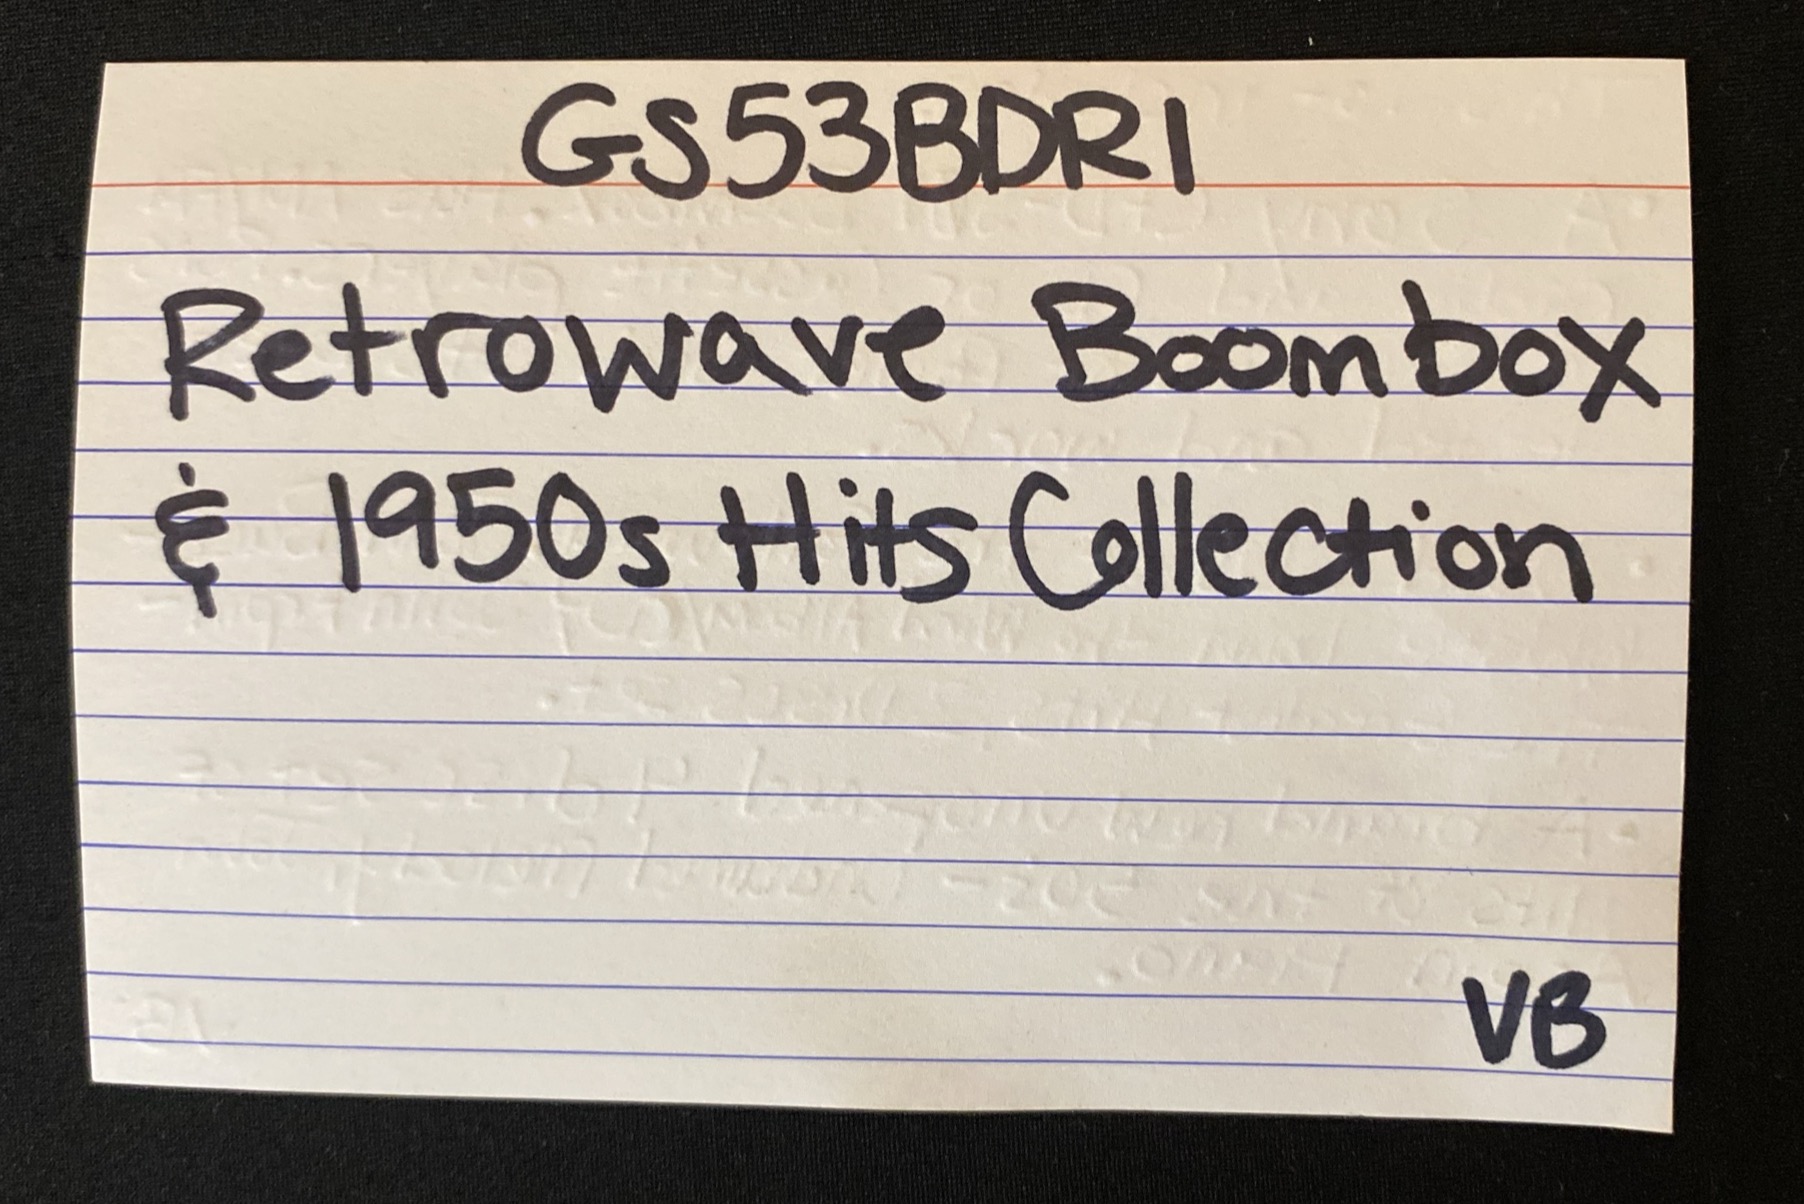 GS53BDR1
Retrowave Boombox
& 1950s Hits Collection
VB